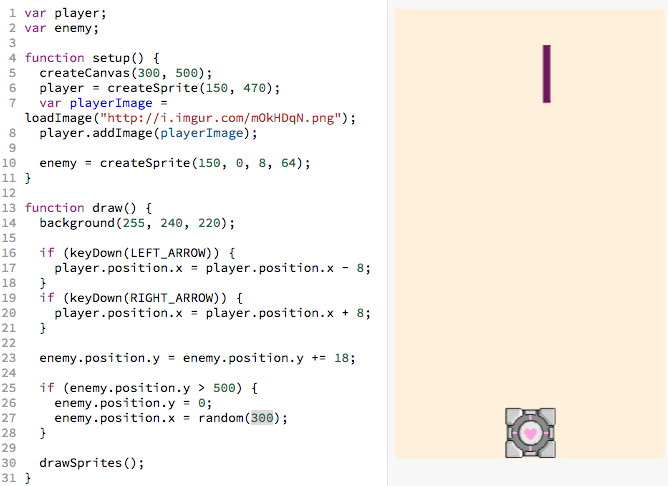 1 var player;
2 var enemy;
3
4 function setup() {
5   createCanvas(300, 500);
6   player = createSprite(150, 470);
7   var playerImage =
loadImage("http://i.imgur.com/mOkHDqN.png");
8   player.addImage(playerImage);
9
10   enemy = createSprite(150, 0, 8, 64);
11 }
12
13 function draw() {
14   background(255, 240, 220);
15
16   if (keyDown(LEFT_ARROW)) {
17     player.position.x = player.position.x - 8;
18   }
19   if (keyDown(RIGHT_ARROW)) {
20     player.position.x = player.position.x + 8;
21   }
22
23   enemy.position.y = enemy.position.y += 18;
24
25   if (enemy.position.y > 500) {
26     enemy.position.y = 0;
27     enemy.position.x = random(300);
28   }
29
30   drawSprites();
31 }